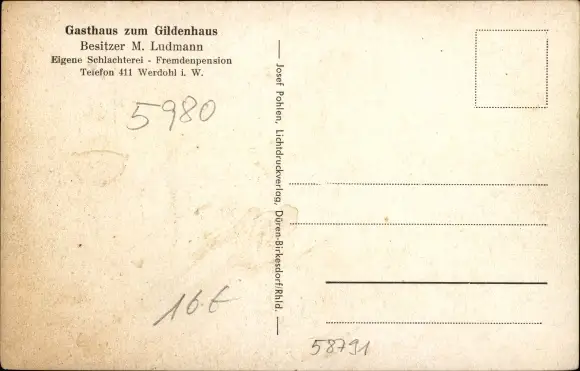 Gasthaus zum Gildenhaus
Besitzer M. Ludmann
Eigene Schlachterei - Fremdenpension
Telefon 411 Werdohl i. W.
5980
16€
Josef Pohlen, Lichtdruckverlag, Düren-Birkesdorf/Rhld.
58791